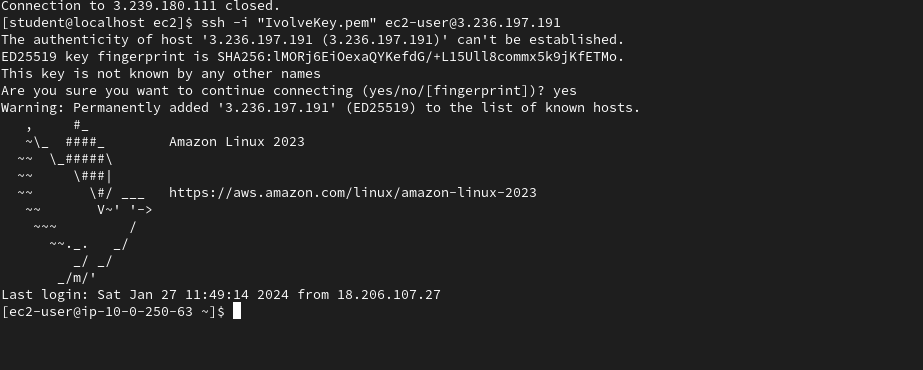 Connection to 3.239.180.111 closed.
[student@localhost ec2]$ ssh -i "IvolveKey.pem" ec2-user@3.236.197.191
The authenticity of host '3.236.197.191 (3.236.197.191)' can't be established.
ED25519 key fingerprint is SHA256:lMORj6EiOexaQYKefdG/+L15Ull8commx5k9jKfETMo.
This key is not known by any other names
Are you sure you want to continue connecting (yes/no/[fingerprint])? yes
Warning: Permanently added '3.236.197.191' (ED25519) to the list of known hosts.
   ,     #_
   ~\_  ####_        Amazon Linux 2023
  ~~  \_#####\
  ~~     \###|
  ~~       \#/ ___   https://aws.amazon.com/linux/amazon-linux-2023
   ~~       V~' '->
    ~~~         /
      ~~._.   _/
         _/ _/
       _/m/'
Last login: Sat Jan 27 11:49:14 2024 from 18.206.107.27
[ec2-user@ip-10-0-250-63 ~]$